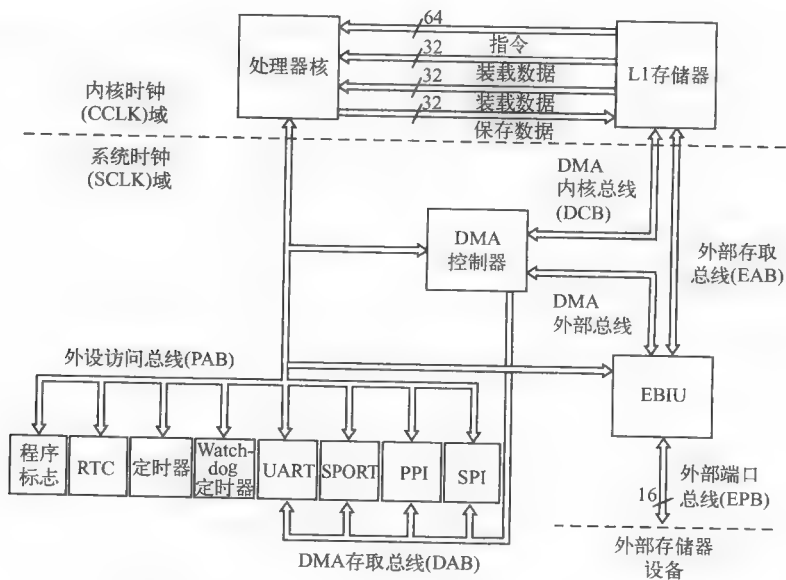 64
指令
32
装载数据
32
装载数据
32
保存数据
处理器核
L1存储器
内核时钟
(CCLK)域
系统时钟
(SCLK)域
DMA
内核总线
(DCB)
DMA
控制器
外部存取
总线(EAB)
DMA
外部总线
外设访问总线(PAB)
EBIU
程序
标志
RTC
定时器
Watch-
dog
定时器
UART
SPORT
PPI
SPI
16
外部端口
总线(EPB)
DMA存取总线(DAB)
外部存储器
设备